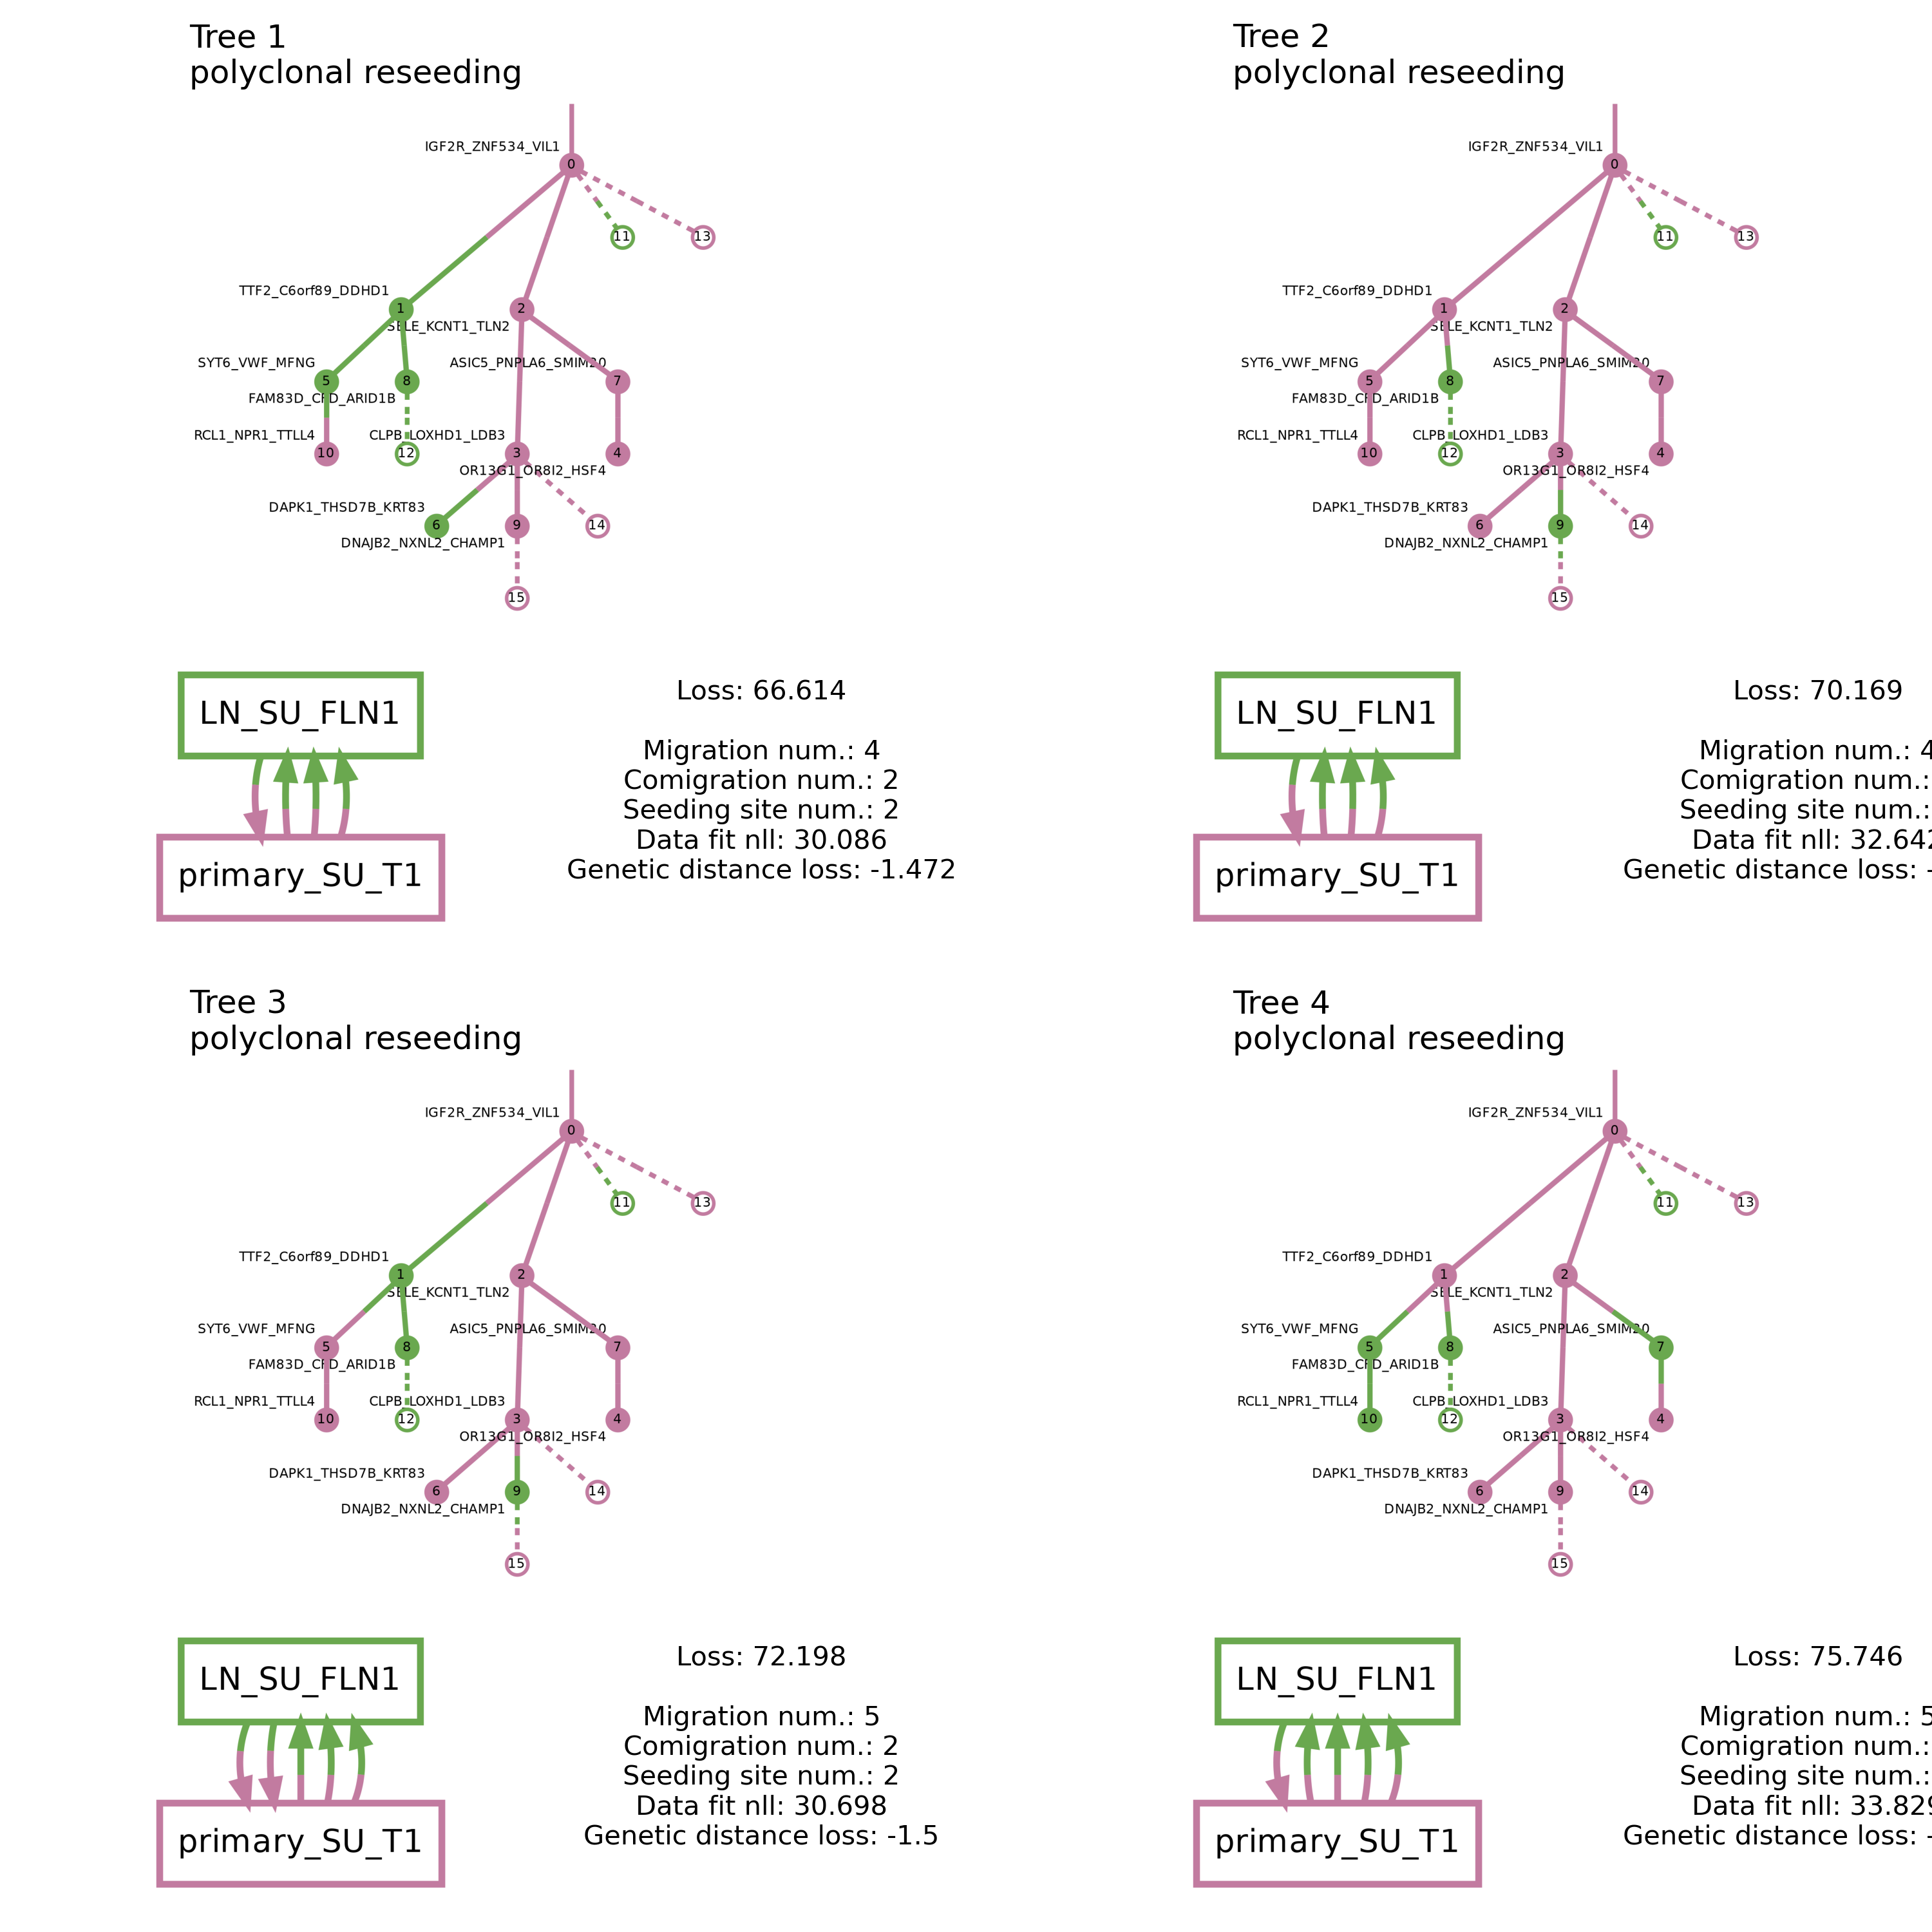 Tree 1
polyclonal reseeding
IGF2R_ZNF534_VIL1
0
11
13
TTF2_C6orf89_DDHD1
1
2
SELE_KCNT1_TLN2
SYT6_VWF_MFNG
ASIC5_PNPLA6_SMIM20
5
8
7
FAM83D_CFD_ARID1B
RCL1_NPR1_TTLL4
CLPB_LOXHD1_LDB3
10
12
3
4
OR13G1_OR8I2_HSF4
DAPK1_THSD7B_KRT83
6
9
14
DNAJB2_NXNL2_CHAMP1
15
LN_SU_FLN1
primary_SU_T1
Loss: 66.614
Migration num.: 4
Comigration num.: 2
Seeding site num.: 2
Data fit nll: 30.086
Genetic distance loss: -1.472
Tree 2
polyclonal reseeding
IGF2R_ZNF534_VIL1
0
11
13
TTF2_C6orf89_DDHD1
1
2
SELE_KCNT1_TLN2
SYT6_VWF_MFNG
ASIC5_PNPLA6_SMIM20
5
8
7
FAM83D_CFD_ARID1B
RCL1_NPR1_TTLL4
CLPB_LOXHD1_LDB3
10
12
3
4
OR13G1_OR8I2_HSF4
DAPK1_THSD7B_KRT83
6
9
14
DNAJB2_NXNL2_CHAMP1
15
LN_SU_FLN1
primary_SU_T1
Loss: 70.169
Migration num.: 4
Comigration num.:
Seeding site num.:
Data fit nll: 32.642
Genetic distance loss: -
Tree 3
polyclonal reseeding
IGF2R_ZNF534_VIL1
0
11
13
TTF2_C6orf89_DDHD1
1
2
SELE_KCNT1_TLN2
SYT6_VWF_MFNG
ASIC5_PNPLA6_SMIM20
5
8
7
FAM83D_CFD_ARID1B
RCL1_NPR1_TTLL4
CLPB_LOXHD1_LDB3
10
12
3
4
OR13G1_OR8I2_HSF4
DAPK1_THSD7B_KRT83
6
9
14
DNAJB2_NXNL2_CHAMP1
15
LN_SU_FLN1
primary_SU_T1
Loss: 72.198
Migration num.: 5
Comigration num.: 2
Seeding site num.: 2
Data fit nll: 30.698
Genetic distance loss: -1.5
Tree 4
polyclonal reseeding
IGF2R_ZNF534_VIL1
0
11
13
TTF2_C6orf89_DDHD1
1
2
SELE_KCNT1_TLN2
SYT6_VWF_MFNG
ASIC5_PNPLA6_SMIM20
5
8
7
FAM83D_CFD_ARID1B
RCL1_NPR1_TTLL4
CLPB_LOXHD1_LDB3
10
12
3
4
OR13G1_OR8I2_HSF4
DAPK1_THSD7B_KRT83
6
9
14
DNAJB2_NXNL2_CHAMP1
15
LN_SU_FLN1
primary_SU_T1
Loss: 75.746
Migration num.: 5
Comigration num.:
Seeding site num.:
Data fit nll: 33.829
Genetic distance loss: -